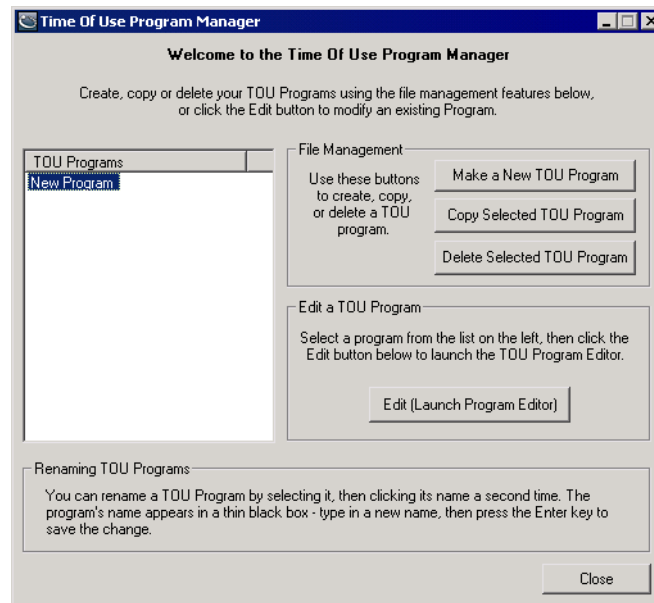 Time Of Use Program Manager
Welcome to the Time Of Use Program Manager
Create, copy or delete your TOU Programs using the file management features below,
or click the Edit button to modify an existing Program.
TOU Programs
New Program
File Management
Use these buttons
to create, copy,
or delete a TOU
program.
Make a New TOU Program
Copy Selected TOU Program
Delete Selected TOU Program
Edit a TOU Program
Select a program from the list on the left, then click the
Edit button below to launch the TOU Program Editor.
Edit (Launch Program Editor)
Renaming TOU Programs
You can rename a TOU Program by selecting it, then clicking its name a second time. The
program's name appears in a thin black box - type in a new name, then press the Enter key to
save the change.
Close